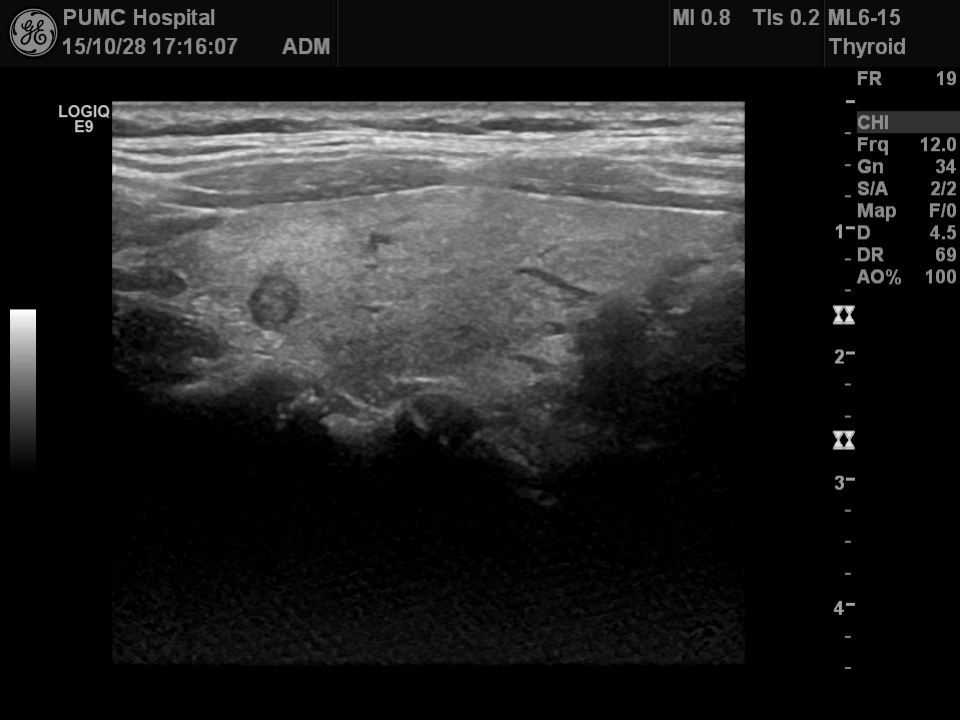 PUMC Hospital
15/10/28 17:16:07 ADM
MI 0.8 TIs 0.2
ML6-15
Thyroid
LOGIQ
E9
FR 19
CHI
Frq 12.0
Gn 34
S/A 2/2
Map F/0
D 4.5
DR 69
AO% 100
1
2
3
4